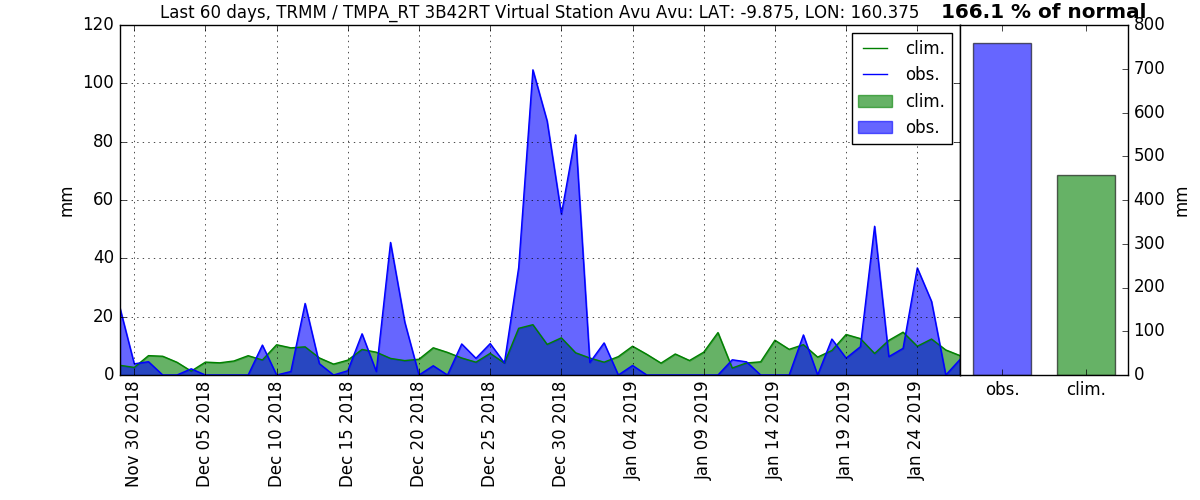 Last 60 days, TRMM / TMPA_RT 3B42RT Virtual Station Avu Avu: LAT: -9.875, LON: 160.375
166.1 % of normal
120
100
80
60
40
20
0
mm
clim.
obs.
clim.
obs.
Nov 30 2018
Dec 05 2018
Dec 10 2018
Dec 15 2018
Dec 20 2018
Dec 25 2018
Dec 30 2018
Jan 04 2019
Jan 09 2019
Jan 14 2019
Jan 19 2019
Jan 24 2019
800
700
600
500
400
300
200
100
0
mm
obs.
clim.